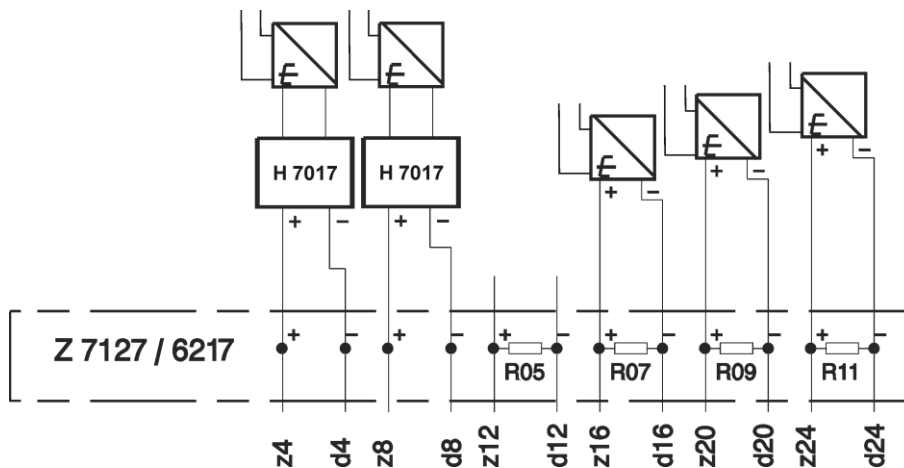 E E
E
E
E
H 7017 H 7017
+ - + -
+ -
+ -
+ -
Z 7127 / 6217
+ - + - + - + - + - + -
R05 R07 R09 R11
z4 d4 z8 d8 z12 d12 z16 d16 z20 d20 z24 d24